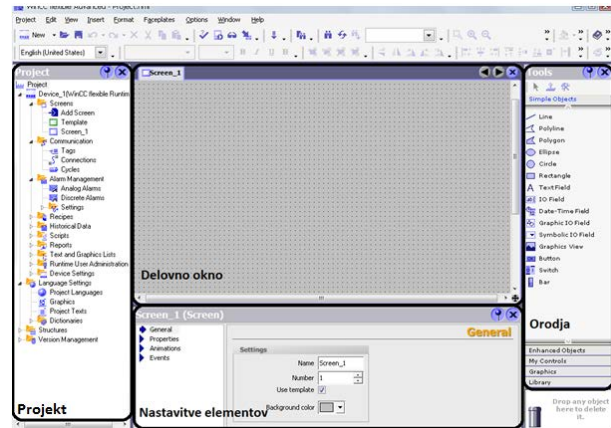 WinCC flexible Advanced - Project.hmi
Project Edit View Insert Format Faceplates Options Window Help
New
English (United States)
Project
Project
Device_1(WinCC flexible Runtim
Screens
Add Screen
Template
Screen_1
Communication
Tags
Connections
Cycles
Alarm Management
Analog Alarms
Discrete Alarms
Settings
Recipes
Historical Data
Scripts
Reports
Text and Graphics Lists
Runtime User Administration
Device Settings
Language Settings
Project Languages
Graphics
Project Texts
Dictionaries
Structures
Version Management
Projekt
Screen_1
Delovno okno
Screen_1 (Screen)
General
Properties
Animations
Events
General
Settings
Name Screen_1
Number 1
Use template
Background color
Nastavitve elementov
Tools
Simple Objects
Line
Polyline
Polygon
Ellipse
Circle
Rectangle
TextField
IO Field
Date-Time Field
Graphic IO Field
Symbolic IO Field
Graphics View
Button
Switch
Bar
Orodja
Enhanced Objects
My Controls
Graphics
Library
Drop any object
here to delete
it.